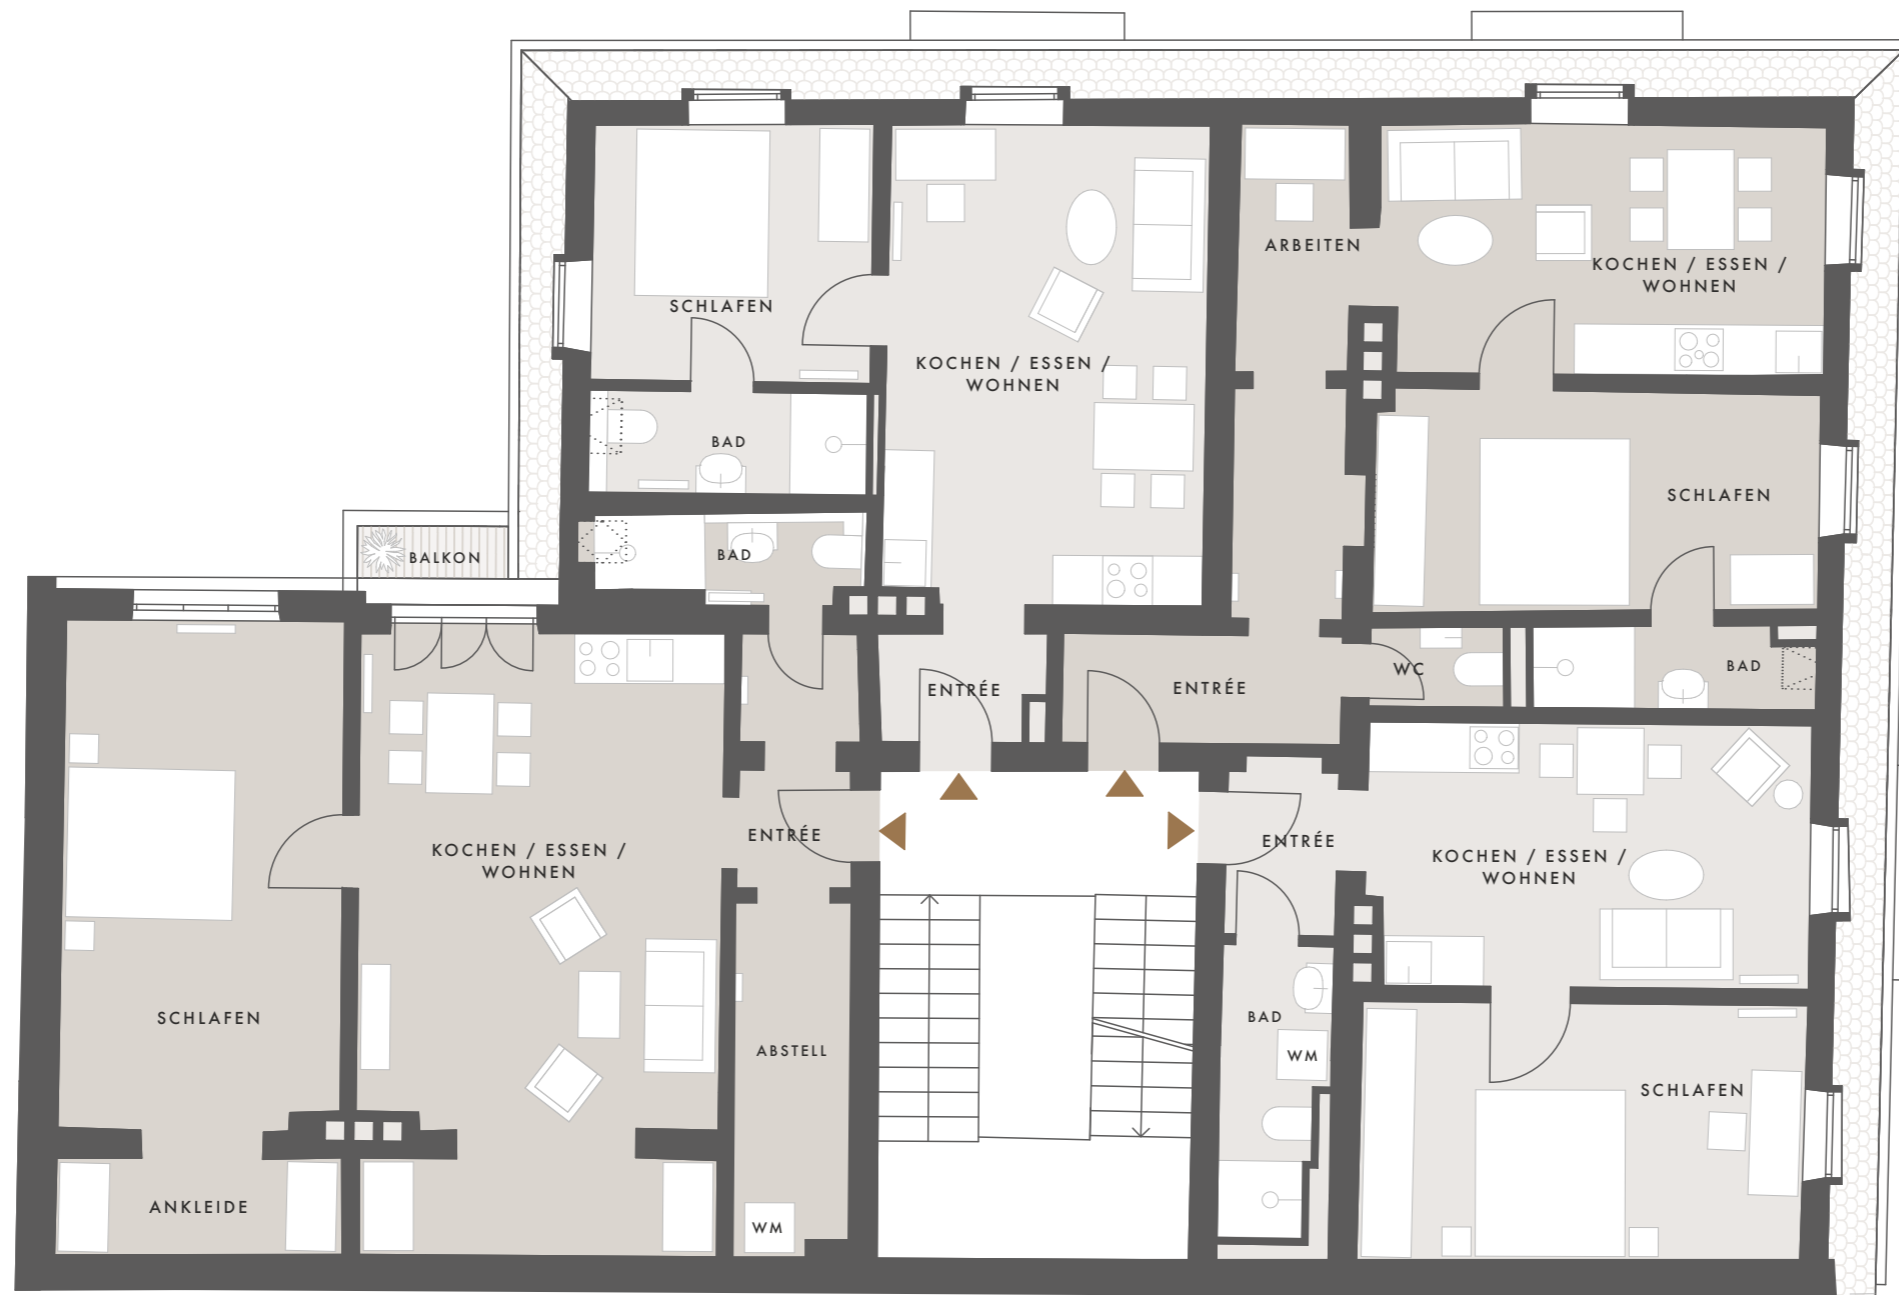 ARBEITEN
KOCHEN / ESSEN /
WOHNEN
SCHLAFEN
KOCHEN / ESSEN /
WOHNEN
BAD
SCHLAFEN
BAD
BALKON
WC
BAD
ENTRÉE
ENTRÉE
ENTRÉE
ENTRÉE
KOCHEN / ESSEN /
WOHNEN
KOCHEN / ESSEN /
WOHNEN
SCHLAFEN
BAD
ABSTELL
WM
SCHLAFEN
ANKLEIDE
WM